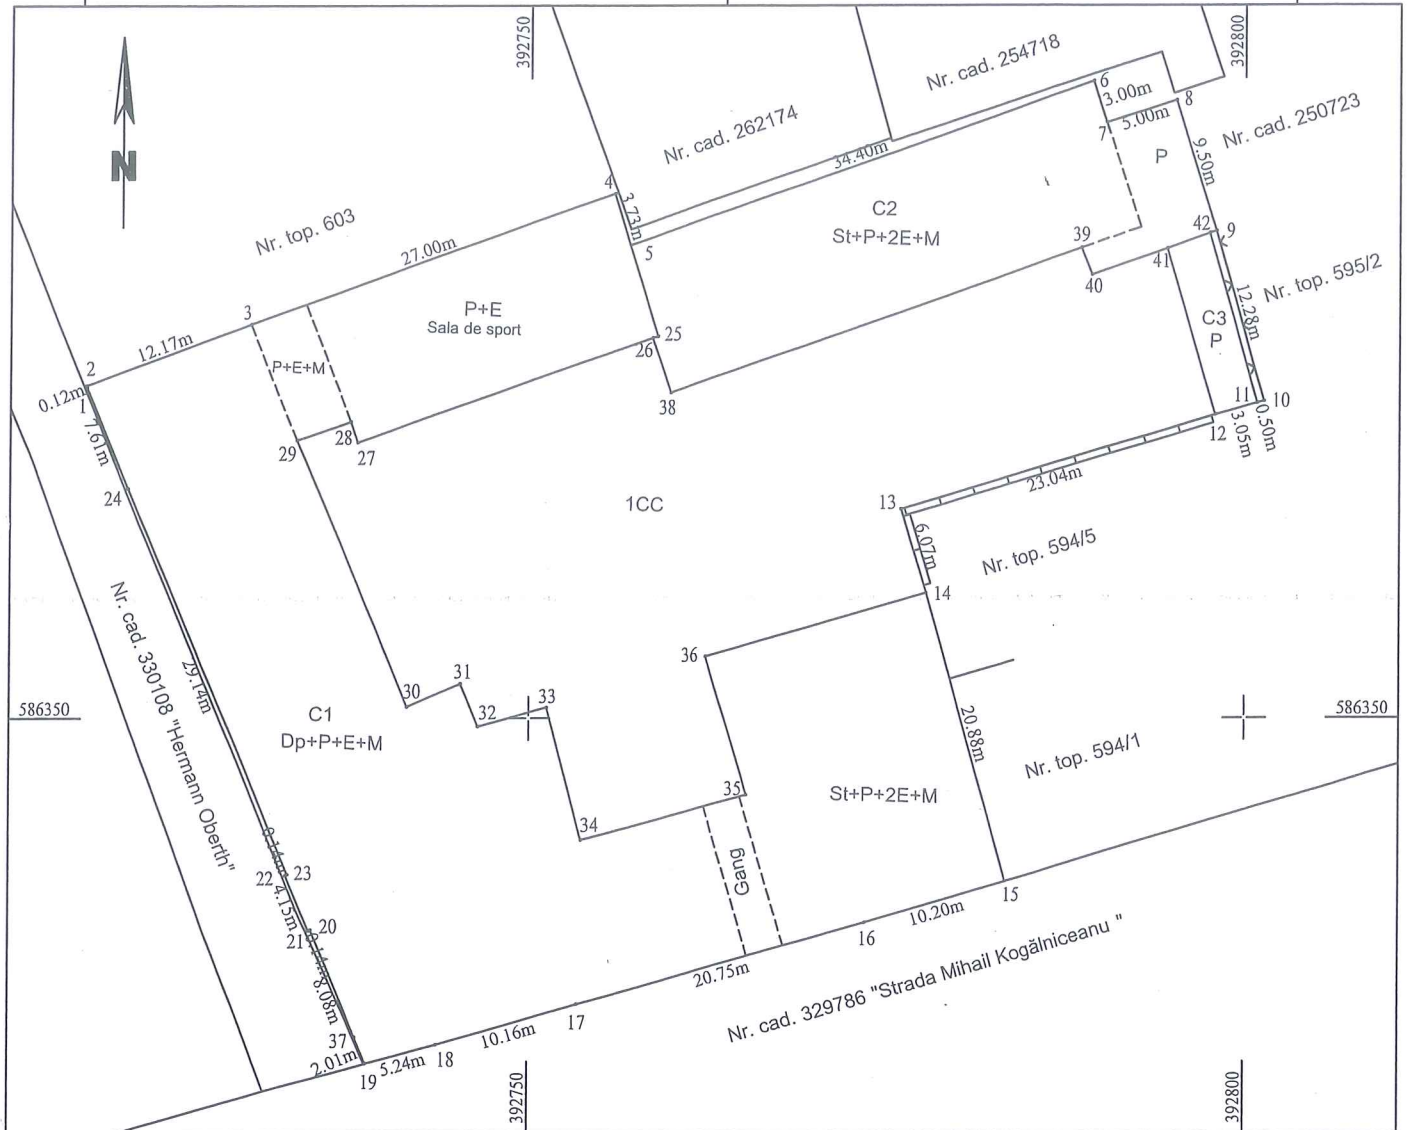 392750
392800
N
Nr. cad. 254718
Nr. cad. 262174
Nr. cad. 250723
6
3.00m
8
7
5.00m
P
9.50m
34.40m
4
3.73m
5
Nr. top. 603
27.00m
C2
St+P+2E+M
39
40
41
42
9
Nr. top. 595/2
12.28m
C3
P
3
12.17m
P+E
Sala de sport
P+E+M
25
26
38
2
0.12m
1
7.61m
24
29
28
27
11
10
0.50m
3.05m
12
23.04m
13
6.07m
14
1CC
Nr. top. 594/5
Nr. cad. 330108 "Hermann Oberth"
29.14m
30
31
32
33
36
586350
586350
C1
Dp+P+E+M
20.88m
Nr. top. 594/1
34
35
St+P+2E+M
Gang
0.14m
22
23
4.15m
21
20
0.14m
8.08m
37
2.01m
19
5.24m
18
10.16m
17
20.75m
16
10.20m
15
Nr. cad. 329786 "Strada Mihail Kogălniceanu "
392750
392800